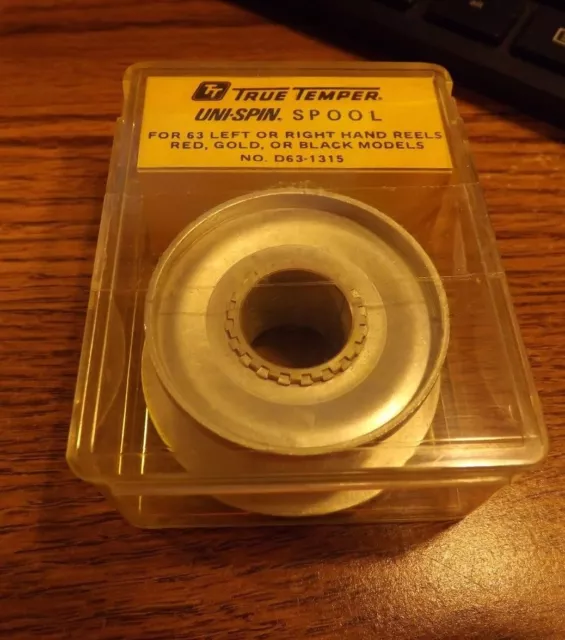 TT TRUE TEMPER®
UNI-SPIN® SPOOL
FOR 63 LEFT OR RIGHT HAND REELS
RED, GOLD, OR BLACK MODELS
NO. D63-1315